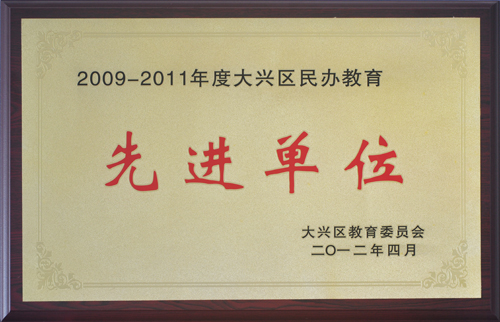 2009-2011年度大兴区民办教育
先进单位
大兴区教育委员会
二〇一二年四月